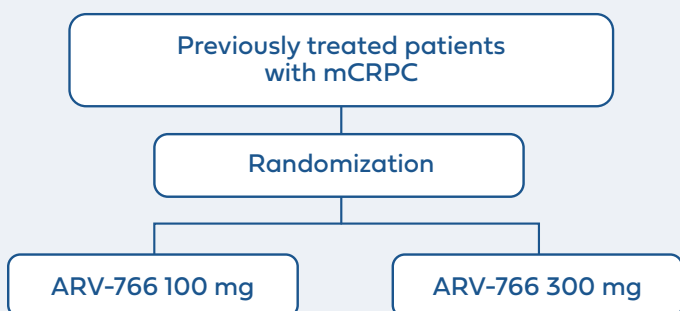 Previously treated patients
with mCRPC
Randomization
ARV-766 100 mg
ARV-766 300 mg